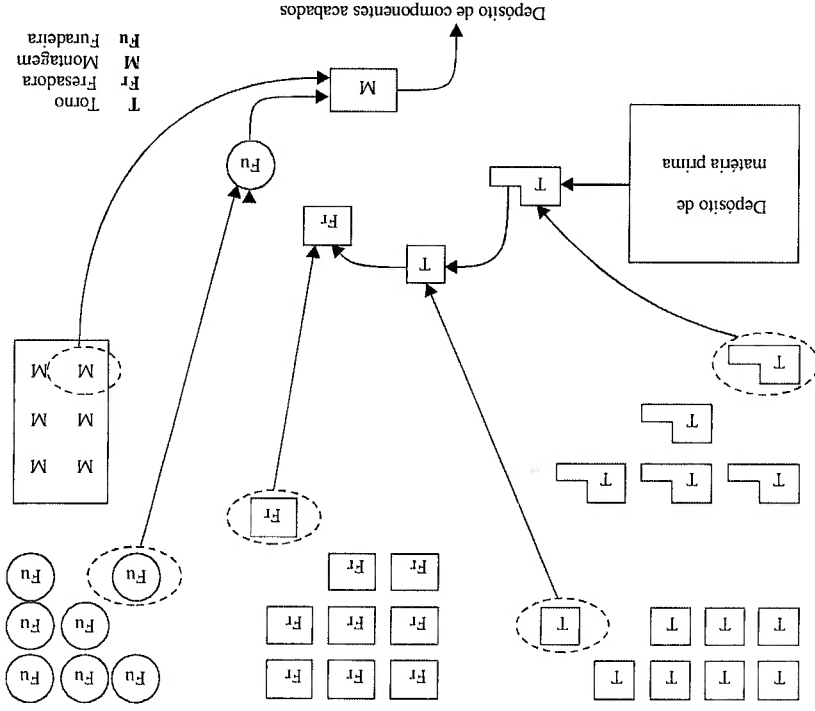 T T T T Fr Fr Fr Fu Fu Fu
T T T T Fr Fr Fr Fu Fu
Fr Fr Fu Fu
Fr
T T T M M
T M M
T M M
T
Fr
Depósito de
matéria prima
T
Fu
M
T Torno
Fr Fresadora
M Montagem
Fu Furadeira
Depósito de componentes acabados